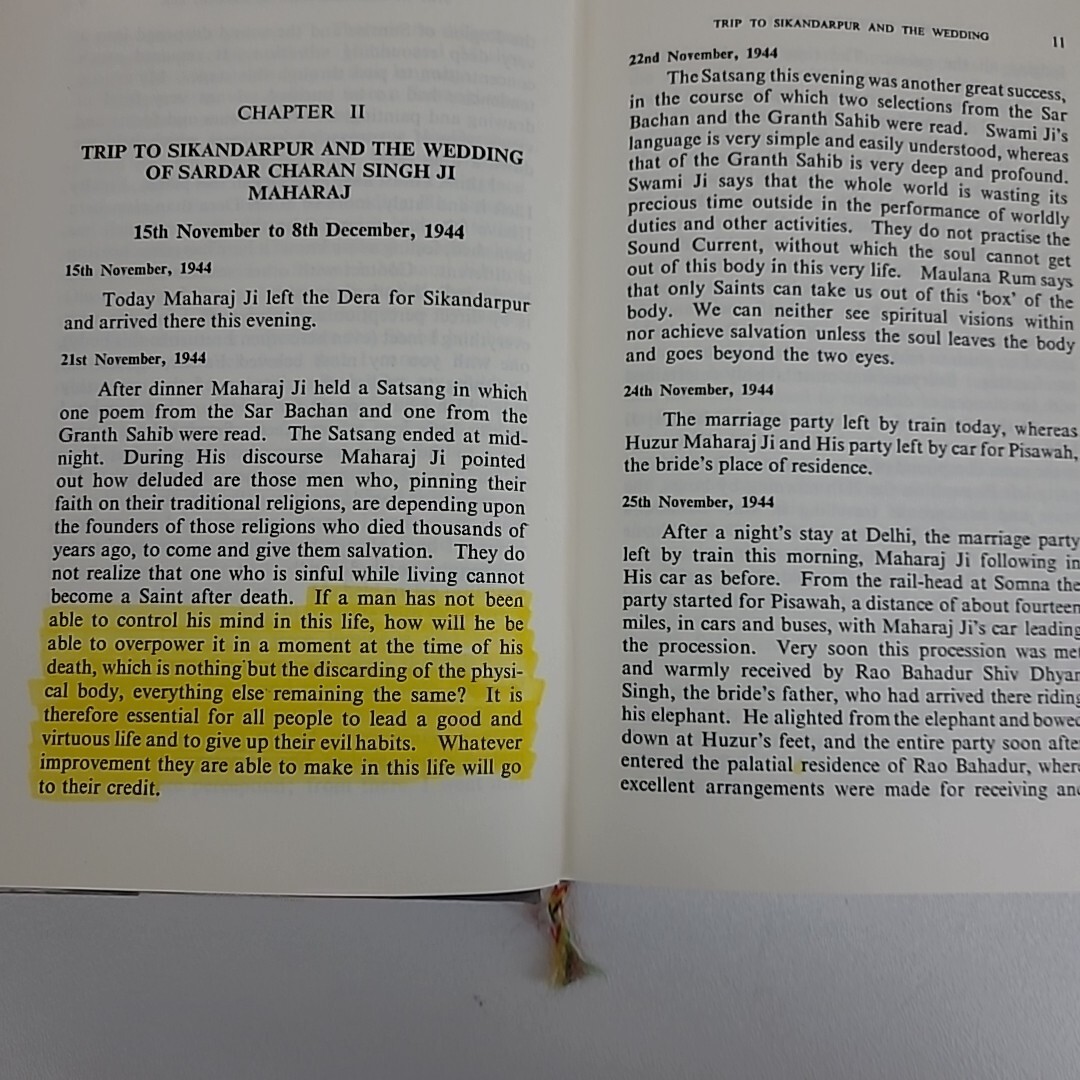 CHAPTER II
TRIP TO SIKANDARPUR AND THE WEDDING
OF SARDAR CHARAN SINGH JI
MAHARAJ
15th November to 8th December, 1944
15th November, 1944
Today Maharaj Ji left the Dera for Sikandarpur
and arrived there this evening.
21st November, 1944
After dinner Maharaj Ji held a Satsang in which
one poem from the Sar Bachan and one from the
Granth Sahib were read. The Satsang ended at mid-
night. During His discourse Maharaj Ji pointed
out how deluded are those men who, pinning their
faith on their traditional religions, are depending upon
the founders of those religions who died thousands of
years ago, to come and give them salvation. They do
not realize that one who is sinful while living cannot
become a Saint after death. If a man has not been
able to control his mind in this life, how will he be
able to overpower it in a moment at the time of his
death, which is nothing but the discarding of the physi-
cal body, everything else remaining the same? It is
therefore essential for all people to lead a good and
virtuous life and to give up their evil habits. Whatever
improvement they are able to make in this life will go
to their credit.
TRIP TO SIKANDARPUR AND THE WEDDING 11
22nd November, 1944
The Satsang this evening was another great success,
in the course of which two selections from the Sar
Bachan and the Granth Sahib were read. Swami Ji's
language is very simple and easily understood, whereas
that of the Granth Sahib is very deep and profound.
Swami Ji says that the whole world is wasting its
precious time outside in the performance of worldly
duties and other activities. They do not practise the
Sound Current, without which the soul cannot get
out of this body in this very life. Maulana Rum says
that only Saints can take us out of this 'box' of the
body. We can neither see spiritual visions within
nor achieve salvation unless the soul leaves the body
and goes beyond the two eyes.
24th November, 1944
The marriage party left by train today, whereas
Huzur Maharaj Ji and His party left by car for Pisawah,
the bride's place of residence.
25th November, 1944
After a night's stay at Delhi, the marriage party
left by train this morning, Maharaj Ji following in
His car as before. From the rail-head at Somna the
party started for Pisawah, a distance of about fourteen
miles, in cars and buses, with Maharaj Ji's car leading
the procession. Very soon this procession was met
and warmly received by Rao Bahadur Shiv Dhyan
Singh, the bride's father, who had arrived there riding
his elephant. He alighted from the elephant and bowed
down at Huzur's feet, and the entire party soon after
entered the palatial residence of Rao Bahadur, where
excellent arrangements were made for receiving and